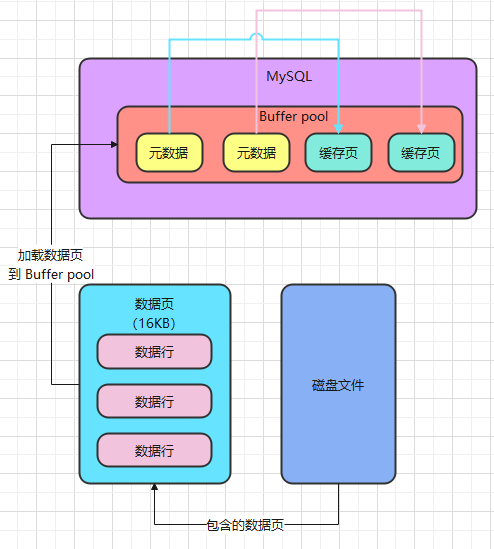 MySQL
Buffer pool
元数据
元数据
缓存页
缓存页
加载数据页
到 Buffer pool
数据页
（16KB）
数据行
数据行
数据行
磁盘文件
包含的数据页